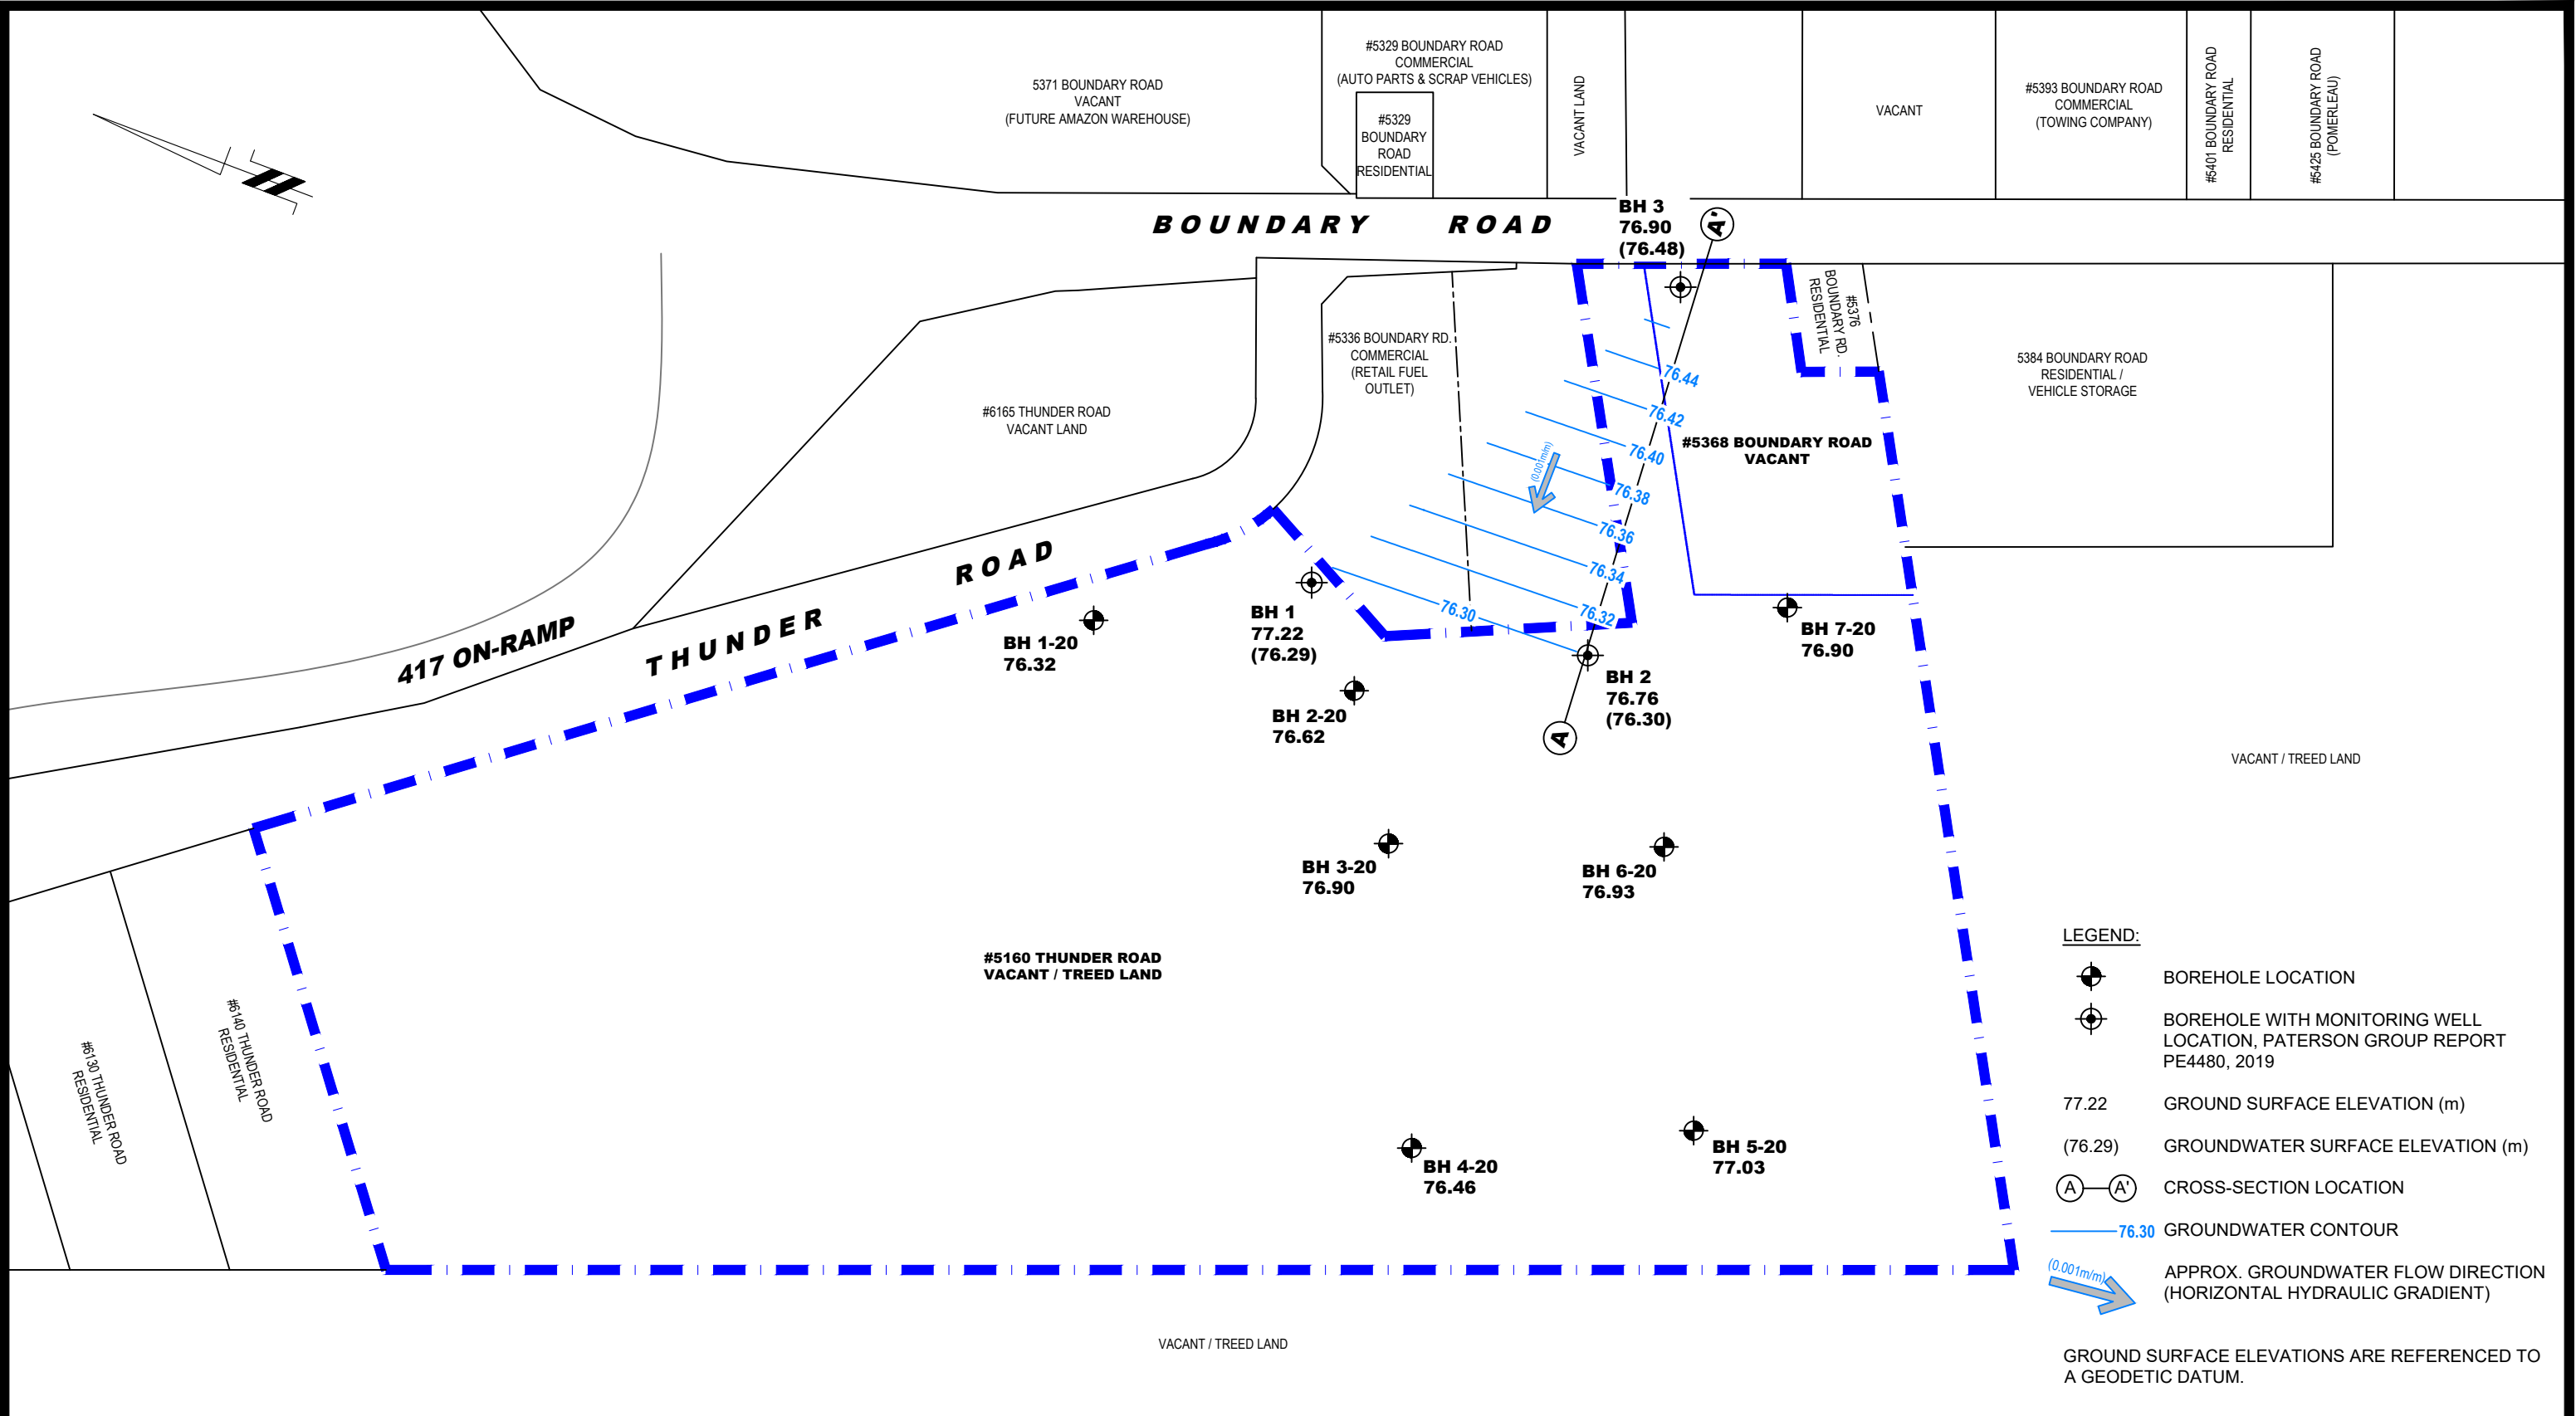 5371 BOUNDARY ROAD
VACANT
(FUTURE AMAZON WAREHOUSE)
#5329 BOUNDARY ROAD
COMMERCIAL
(AUTO PARTS & SCRAP VEHICLES)
#5329
BOUNDARY
ROAD
RESIDENTIAL
VACANT LAND
VACANT
#5393 BOUNDARY ROAD
COMMERCIAL
(TOWING COMPANY)
#5401 BOUNDARY ROAD
RESIDENTIAL
#5425 BOUNDARY ROAD
(POMERLEAU)
BOUNDARY ROAD
BH 3
76.90
(76.48)
A'
#5376
BOUNDARY RD.
RESIDENTIAL
#5336 BOUNDARY RD.
COMMERCIAL
(RETAIL FUEL
OUTLET)
5384 BOUNDARY ROAD
RESIDENTIAL /
VEHICLE STORAGE
#6165 THUNDER ROAD
VACANT LAND
76.44
76.42
76.40
76.38
76.36
76.34
76.32
76.30
(0.001m/m)
#5368 BOUNDARY ROAD
VACANT
417 ON-RAMP
THUNDER ROAD
BH 1-20
76.32
BH 1
77.22
(76.29)
BH 2-20
76.62
BH 2
76.76
(76.30)
A
BH 7-20
76.90
VACANT / TREED LAND
BH 3-20
76.90
BH 6-20
76.93
#5160 THUNDER ROAD
VACANT / TREED LAND
#6140 THUNDER ROAD
RESIDENTIAL
#6130 THUNDER ROAD
RESIDENTIAL
BH 4-20
76.46
BH 5-20
77.03
VACANT / TREED LAND
LEGEND:
BOREHOLE LOCATION
BOREHOLE WITH MONITORING WELL
LOCATION, PATERSON GROUP REPORT
PE4480, 2019
77.22 GROUND SURFACE ELEVATION (m)
(76.29) GROUNDWATER SURFACE ELEVATION (m)
A A' CROSS-SECTION LOCATION
76.30 GROUNDWATER CONTOUR
(0.001m/m)
APPROX. GROUNDWATER FLOW DIRECTION
(HORIZONTAL HYDRAULIC GRADIENT)
GROUND SURFACE ELEVATIONS ARE REFERENCED TO
A GEODETIC DATUM.